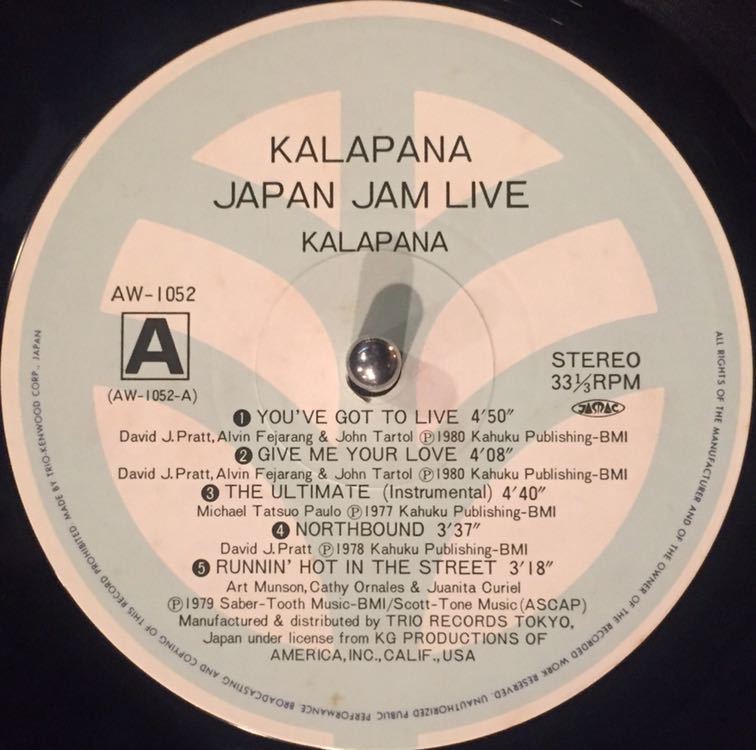 KALAPANA
JAPAN JAM LIVE
KALAPANA
AW-1052
A
(AW-1052-A)
STEREO
33⅓RPM
JASRAC
❶ YOU'VE GOT TO LIVE 4'50"
David J.Pratt,Alvin Fejarang & John Tartol Ⓟ1980 Kahuku Publishing-BMI
❷ GIVE ME YOUR LOVE 4'08"
David J.Pratt,Alvin Fejarang & John Tartol Ⓟ1980 Kahuku Publishing-BMI
❸ THE ULTIMATE (Instrumental) 4'40"
Michael Tatsuo Paulo Ⓟ1977 Kahuku Publishing-BMI
❹ NORTHBOUND 3'37"
David J.Pratt Ⓟ1978 Kahuku Publishing-BMI
❺ RUNNIN' HOT IN THE STREET 3'18"
Art Munson,Cathy Ornales & Juanita Curiel
Ⓟ1979 Saber-Tooth Music-BMI/Scott-Tone Music(ASCAP)
Manufactured & distributed by TRIO RECORDS TOKYO,
Japan under license from KG PRODUCTIONS OF
AMERICA,INC.,CALIF.,USA
ALL RIGHTS OF THE MANUFACTURER AND OF THE OWNER OF THE RECORDED WORK RESERVED. UNAUTHORIZED PUBLIC PERFORMANCE, BROADCASTING AND COPYING OF THIS RECORD PROHIBITED MADE BY TRIO-KENWOOD CORP., JAPAN